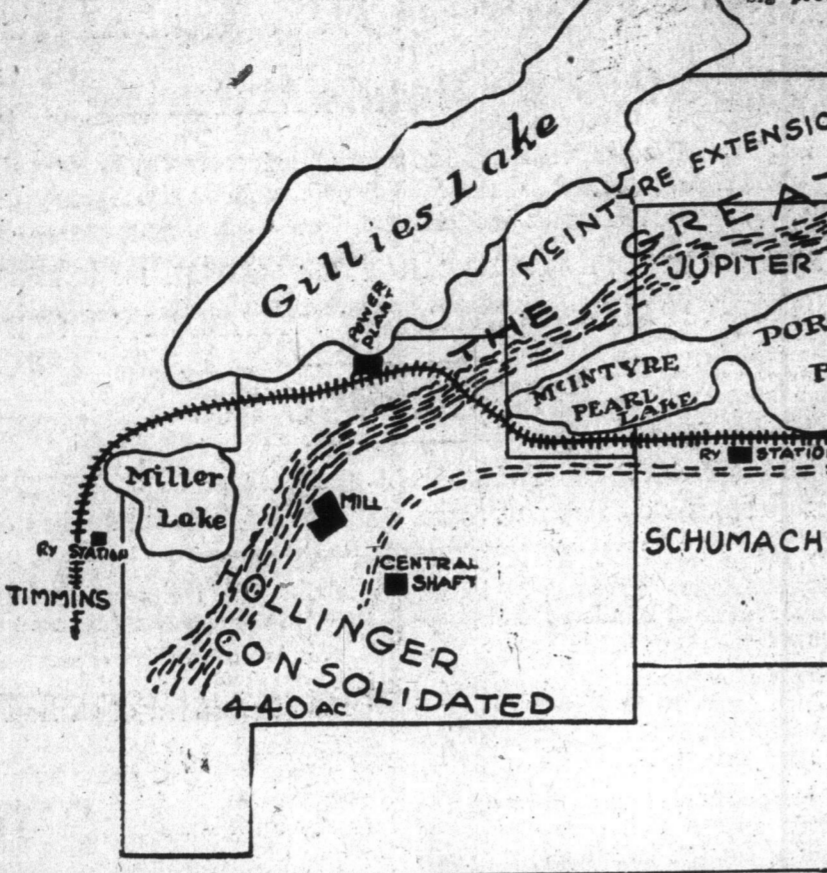 Gillies Lake
McINTYRE EXTENSIO
THE GREAT
JUPITER
POWER
PLANT
POR
McINTYRE
PEARL
LAKE
P
Ry STATIO
Miller
Lake
MILL
Ry STATION
SCHUMACH
TIMMINS
CENTRAL
SHAFT
HOLLINGER
CONSOLIDATED
440 AC